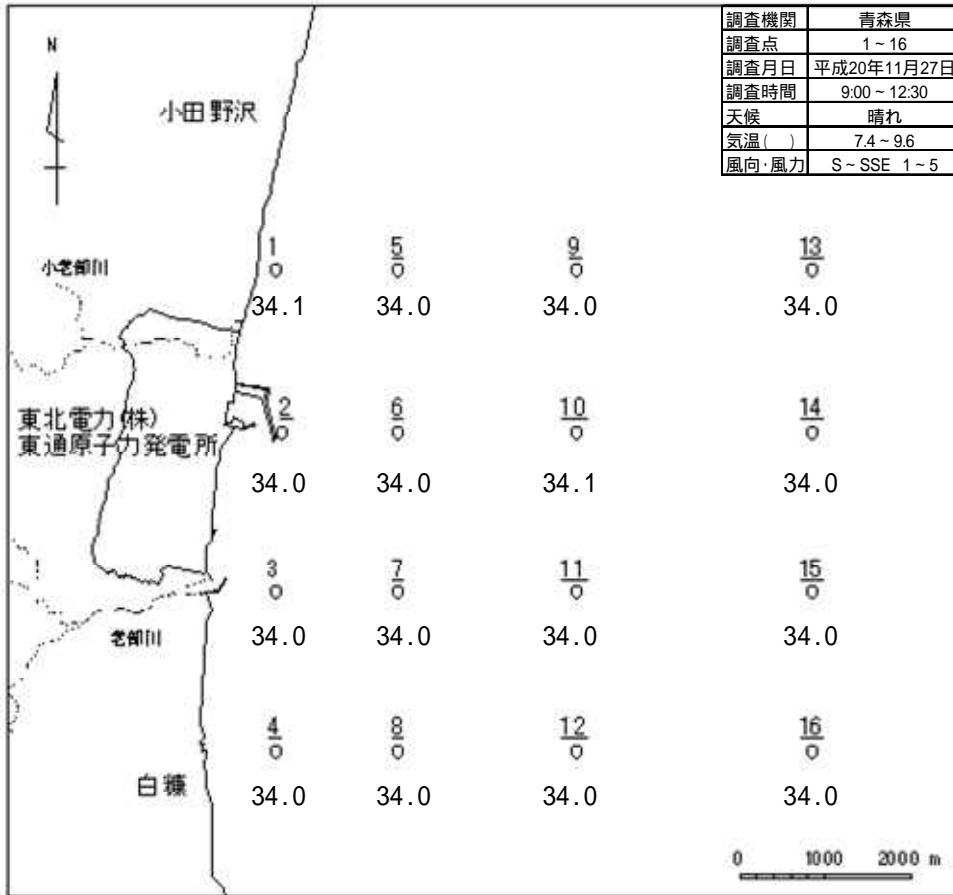 調査機関 青森県
調査点 1~16
調査月日 平成20年11月27日
調査時間 9:00~12:30
天候 晴れ
気温( ) 7.4~9.6
風向・風力 S~SSE 1~5
N
小田野沢
1 5 9 13
小老部川
34.1 34.0 34.0 34.0
2 6 10 14
東北電力(株)
東通原子力発電所
34.0 34.0 34.1 34.0
3 7 11 15
老部川
34.0 34.0 34.0 34.0
4 8 12 16
白糠
34.0 34.0 34.0 34.0
0 1000 2000 m